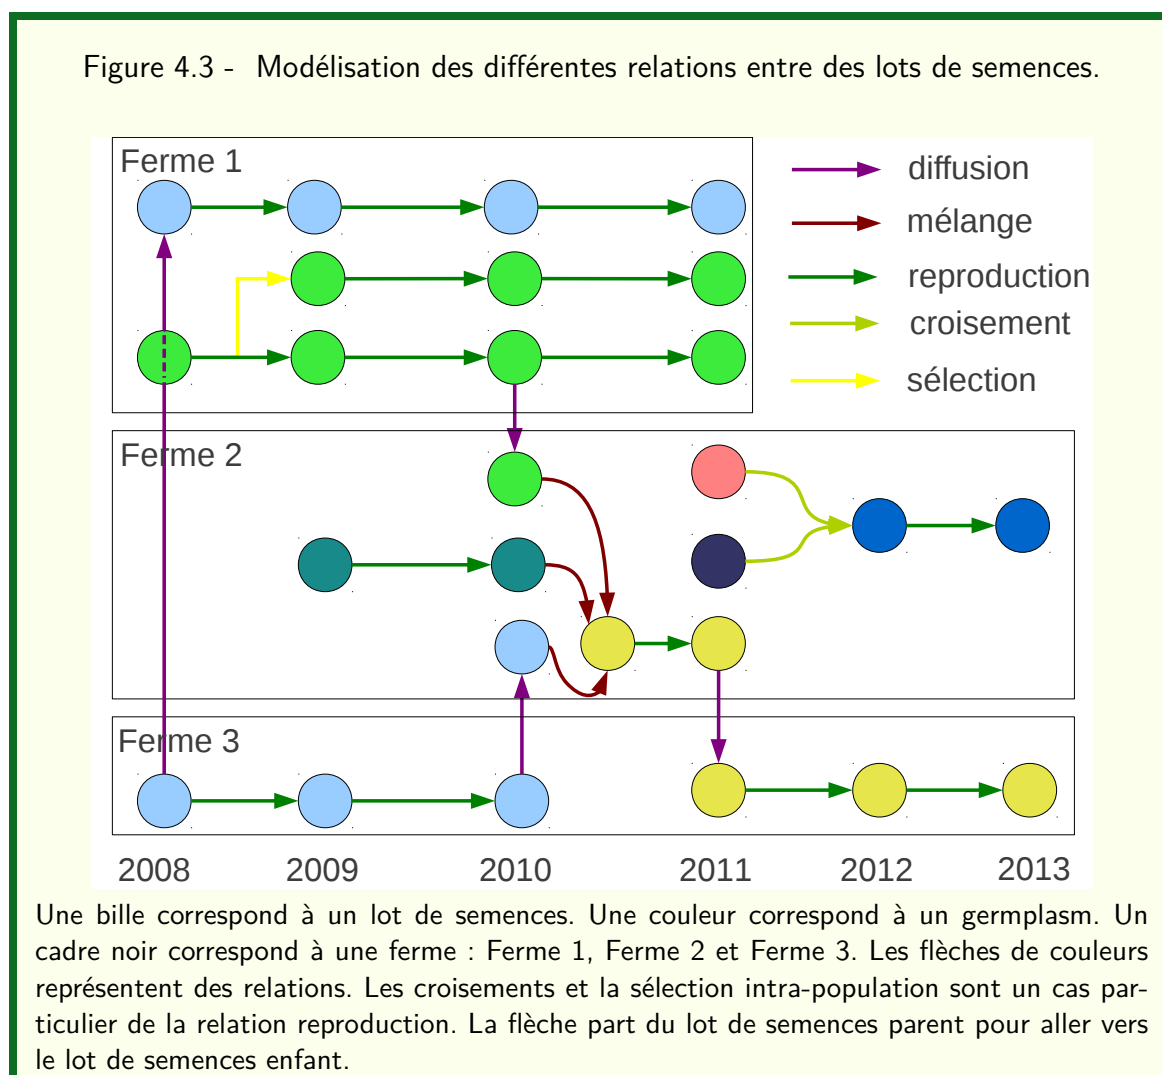 Figure 4.3 - Modélisation des différentes relations entre des lots de semences.
Ferme 1
diffusion
mélange
reproduction
croisement
sélection
Ferme 2
Ferme 3
2008 2009 2010 2011 2012 2013
Une bille correspond à un lot de semences. Une couleur correspond à un germplasm. Un
cadre noir correspond à une ferme : Ferme 1, Ferme 2 et Ferme 3. Les flèches de couleurs
représentent des relations. Les croisements et la sélection intra-population sont un cas par-
ticulier de la relation reproduction. La flèche part du lot de semences parent pour aller vers
le lot de semences enfant.